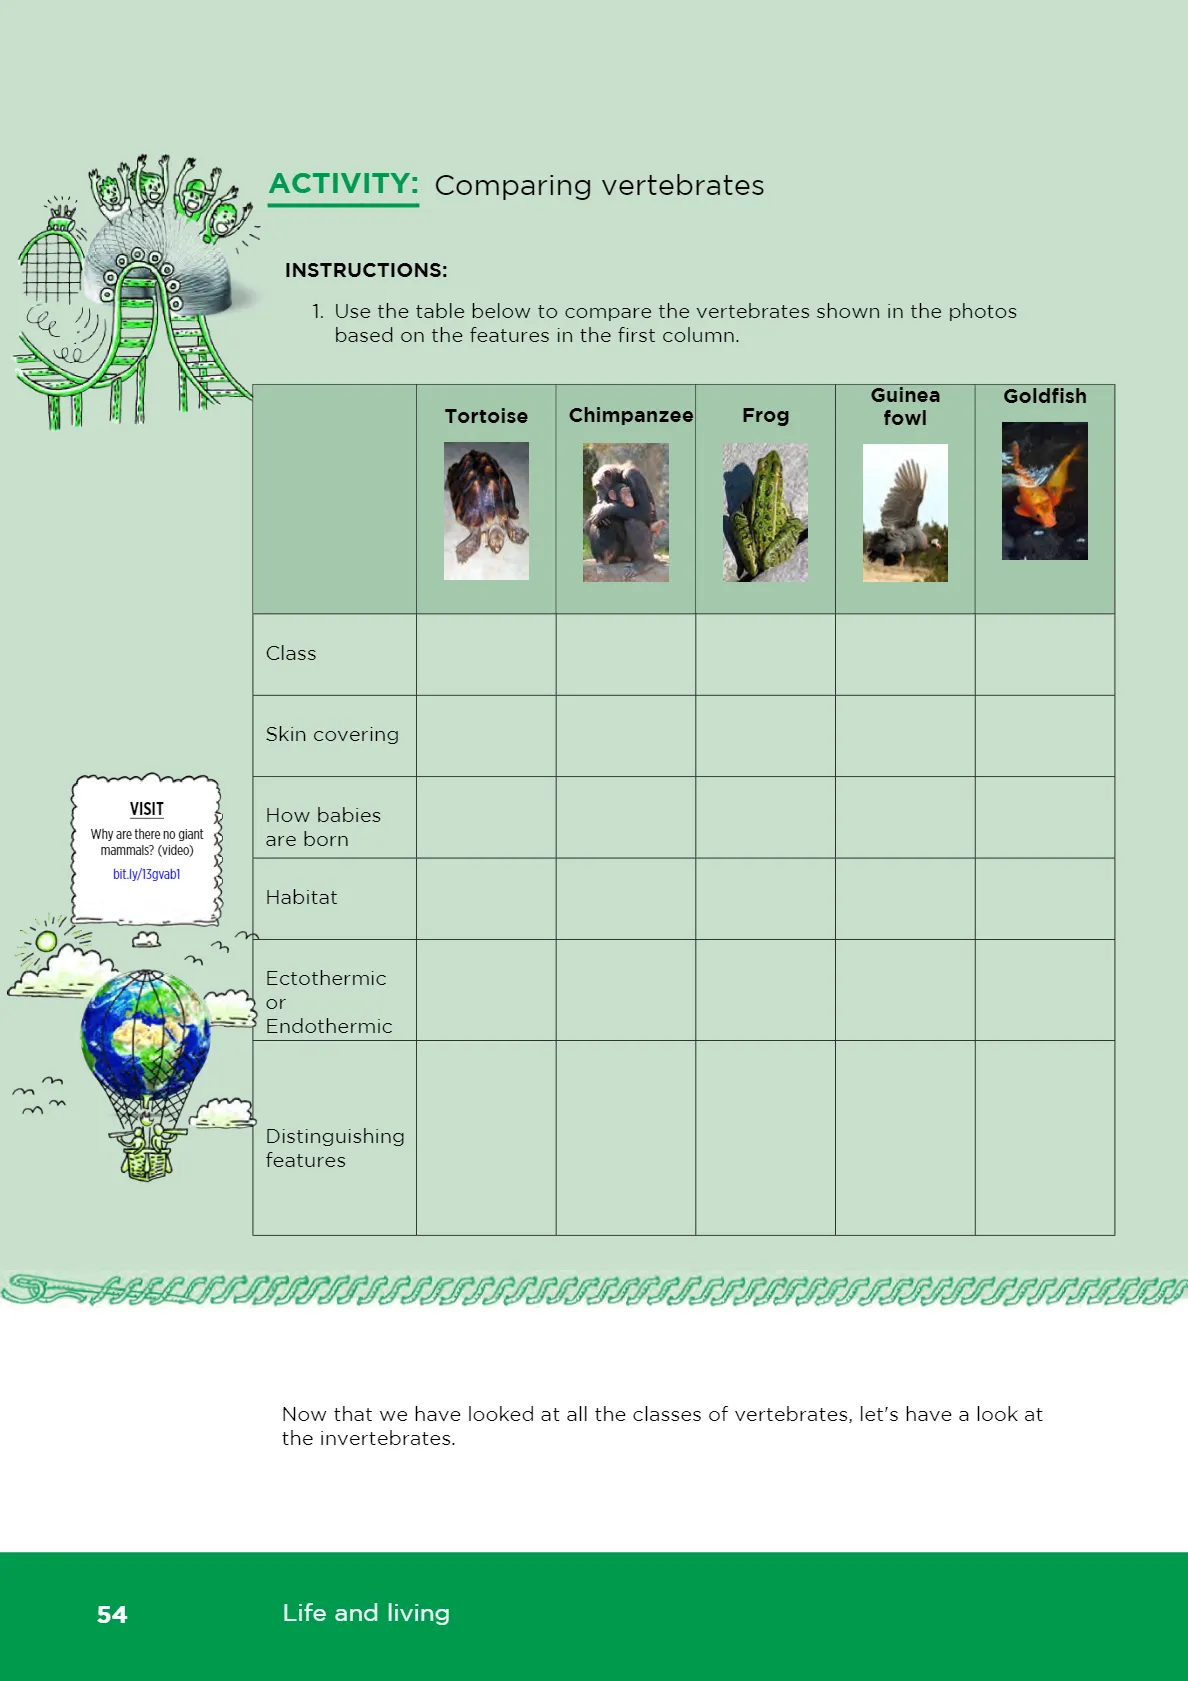 ACTIVITY: Comparing vertebrates
INSTRUCTIONS:
1. Use the table below to compare the vertebrates shown in the photos
based on the features in the first column.
Tortoise
Chimpanzee
Frog
Guinea
fowl
Goldfish
Class
Skin covering
How babies
are born
Habitat
Ectothermic
or
Endothermic
Distinguishing
features
VISIT
Why are there no giant
mammals? (video)
bit.ly/13gvab1
Now that we have looked at all the classes of vertebrates, let's have a look at
the invertebrates.
54
Life and living